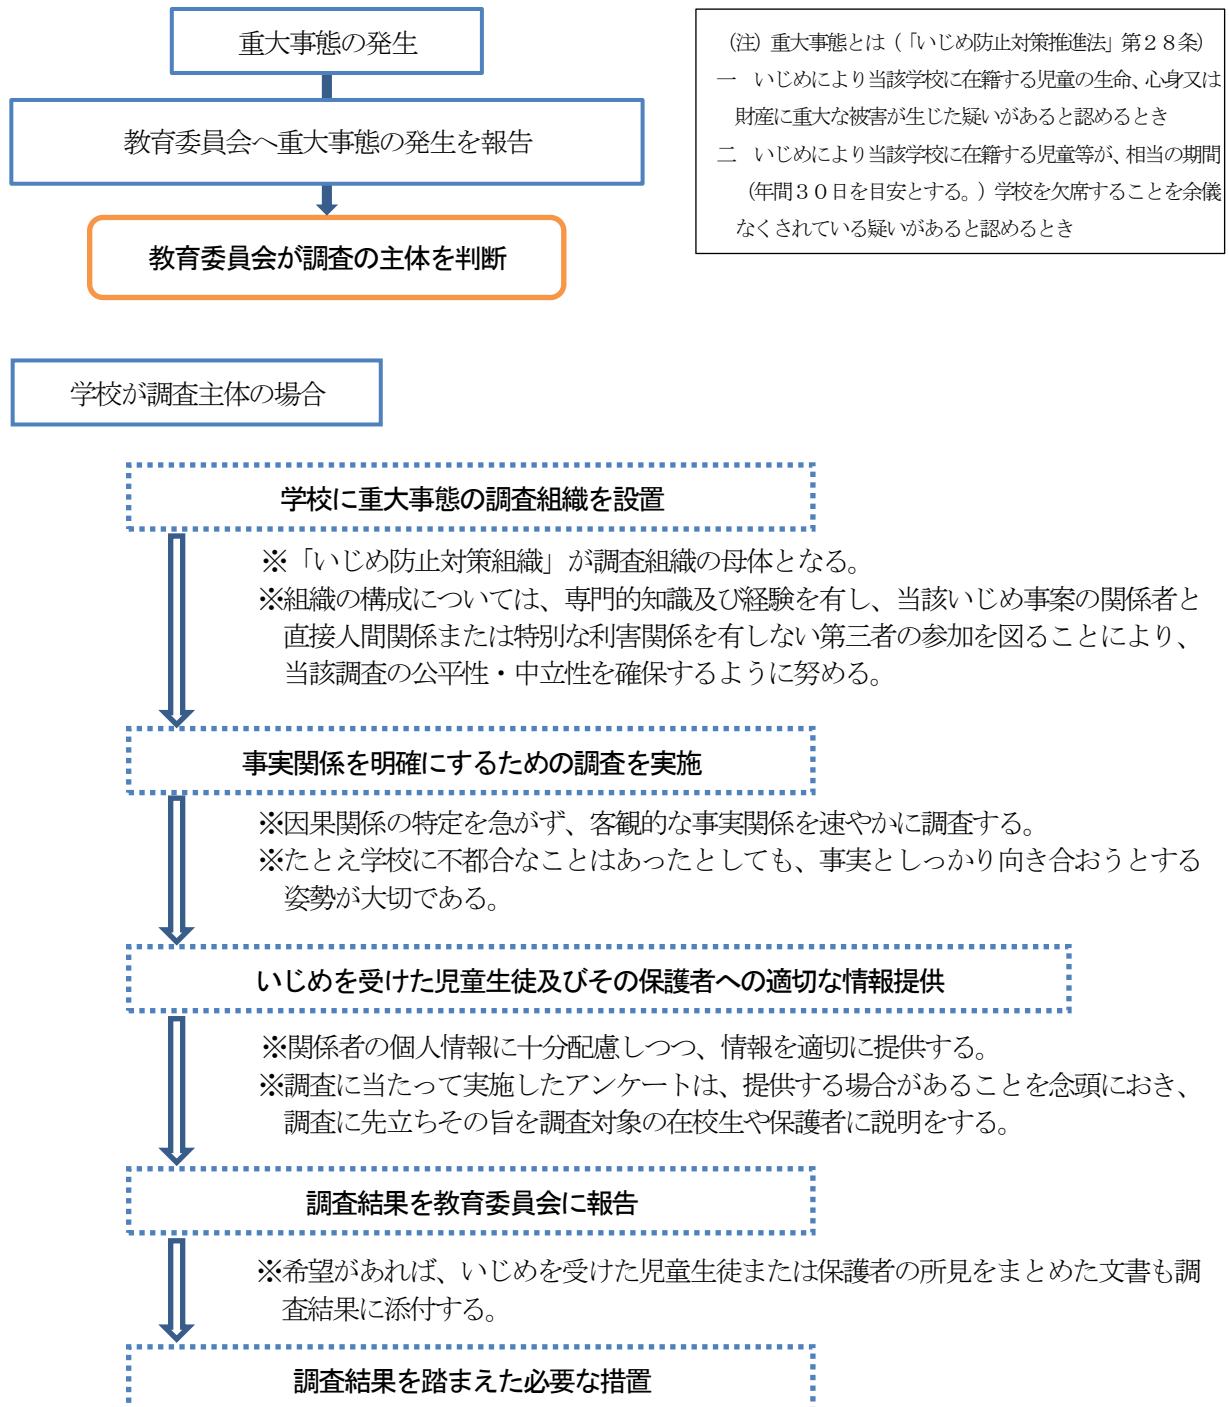 重大事態の発生
教育委員会へ重大事態の発生を報告
教育委員会が調査の主体を判断
(注)重大事態とは(「いじめ防止対策推進法」第28条)
一 いじめにより当該学校に在籍する児童の生命、心身又は
財産に重大な被害が生じた疑いがあると認めるとき
二 いじめにより当該学校に在籍する児童等が、相当の期間
(年間30日を目安とする。)学校を欠席することを余儀
なくされている疑いがあると認めるとき
学校が調査主体の場合
学校に重大事態の調査組織を設置
※「いじめ防止対策組織」が調査組織の母体となる。
※組織の構成については、専門的知識及び経験を有し、当該いじめ事案の関係者と
直接人間関係または特別な利害関係を有しない第三者の参加を図ることにより、
当該調査の公平性・中立性を確保するように努める。
事実関係を明確にするための調査を実施
※因果関係の特定を急がず、客観的な事実関係を速やかに調査する。
※たとえ学校に不都合なことはあったとしても、事実としっかり向き合おうとする
姿勢が大切である。
いじめを受けた児童生徒及びその保護者への適切な情報提供
※関係者の個人情報に十分配慮しつつ、情報を適切に提供する。
※調査に当たって実施したアンケートは、提供する場合があることを念頭におき、
調査に先立ちその旨を調査対象の在校生や保護者に説明をする。
調査結果を教育委員会に報告
※希望があれば、いじめを受けた児童生徒または保護者の所見をまとめた文書も調
査結果に添付する。
調査結果を踏まえた必要な措置